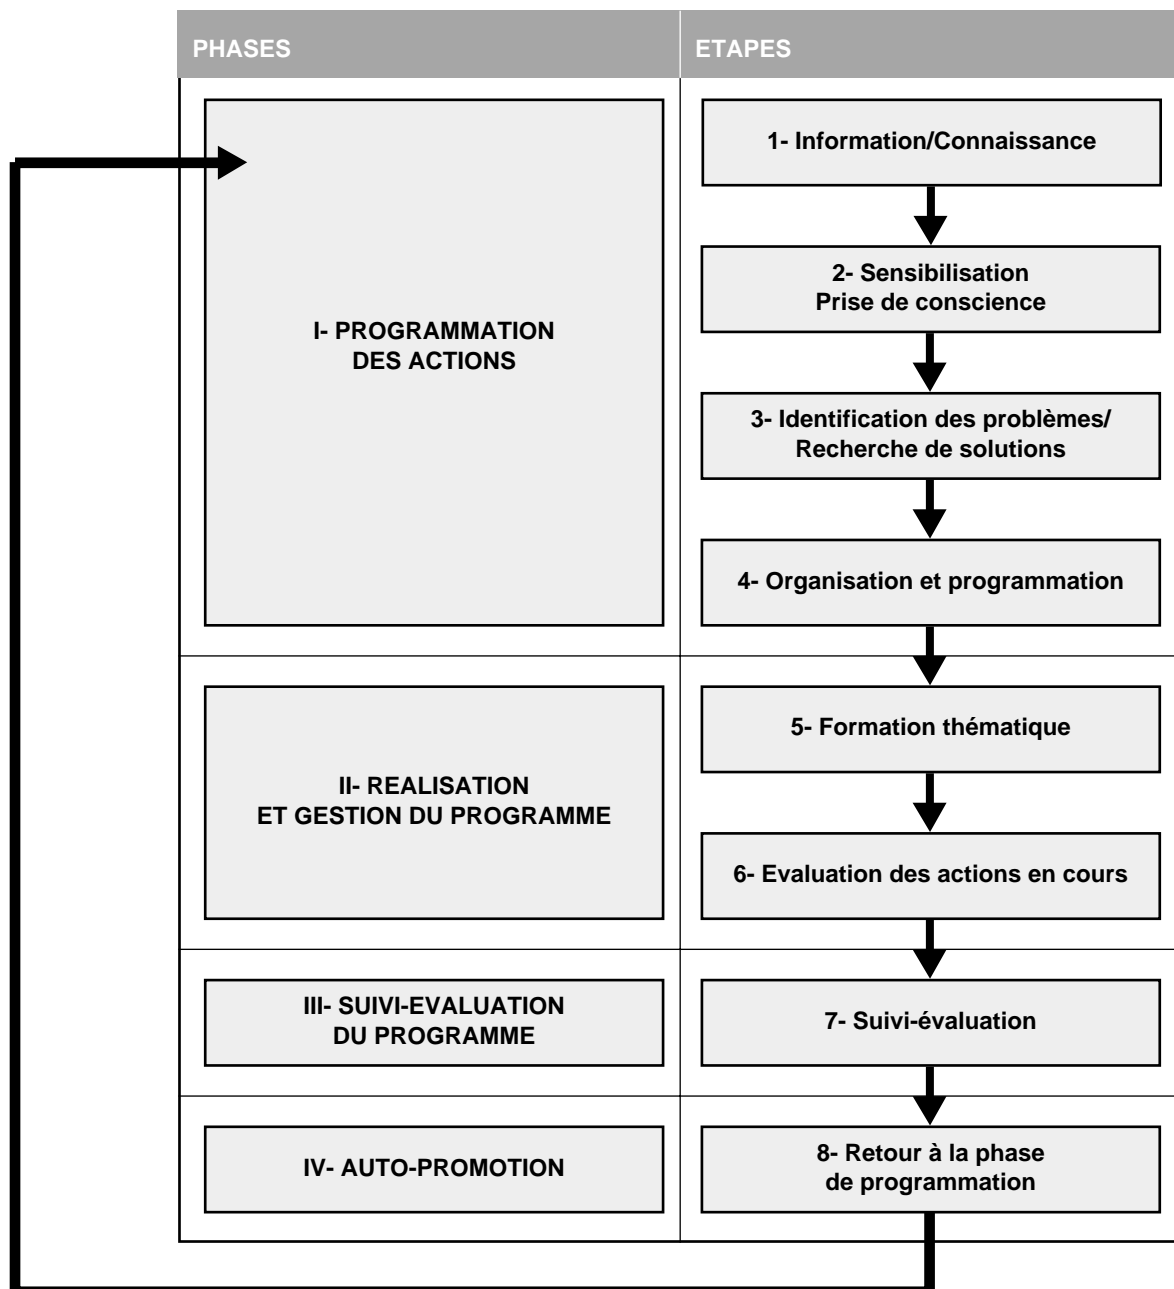 PHASES
ETAPES
I- PROGRAMMATION
DES ACTIONS
1- Information/Connaissance
2- Sensibilisation
Prise de conscience
3- Identification des problèmes/
Recherche de solutions
4- Organisation et programmation
II- REALISATION
ET GESTION DU PROGRAMME
5- Formation thématique
6- Evaluation des actions en cours
III- SUIVI-EVALUATION
DU PROGRAMME
7- Suivi-évaluation
IV- AUTO-PROMOTION
8- Retour à la phase
de programmation